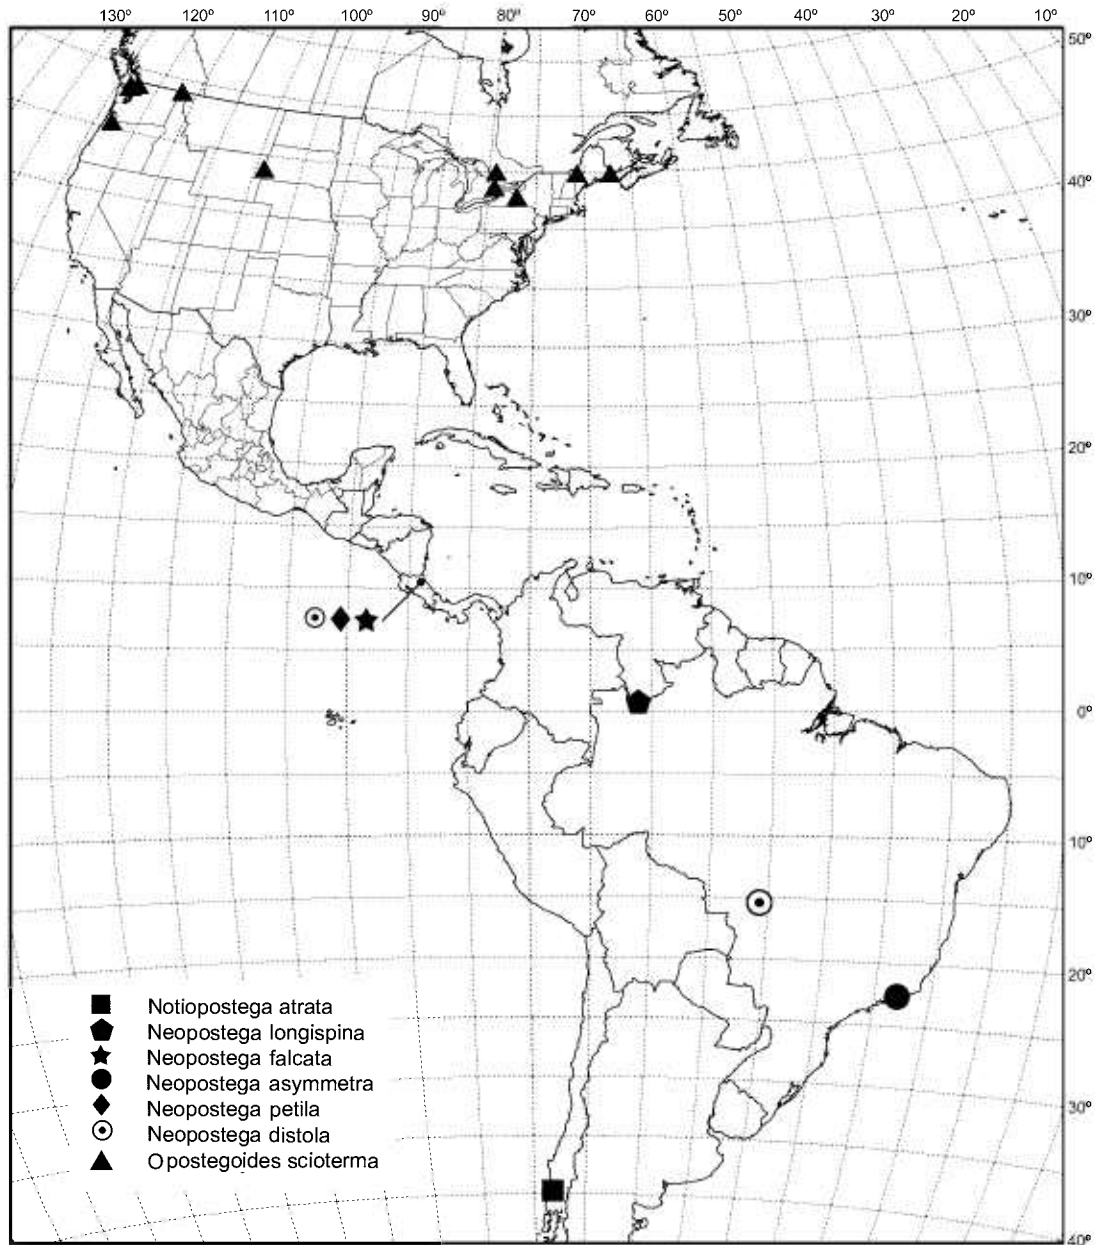 130º 120º 110º 100º 90º 80º 70º 60º 50º 40º 30º 20º 10º
50º
40º
30º
20º
10º
0º
10º
20º
30º
40º
Notiopostega atrata
Neopostega longispina
Neopostega falcata
Neopostega asymmetra
Neopostega petila
Neopostega distola
Opostegoides scioterma